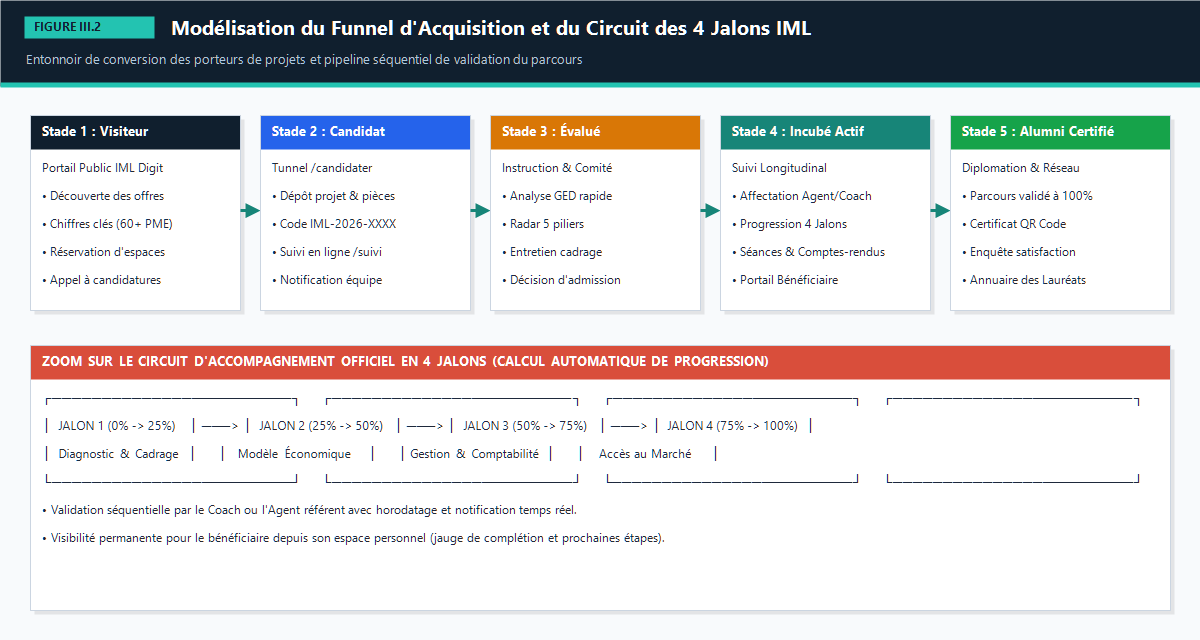 FIGURE III.2
Modélisation du Funnel d'Acquisition et du Circuit des 4 Jalons IML
Entonnoir de conversion des porteurs de projets et pipeline séquentiel de validation du parcours
Stade 1 : Visiteur
Portail Public IML Digit
• Découverte des offres
• Chiffres clés (60+ PME)
• Réservation d'espaces
• Appel à candidatures
Stade 2 : Candidat
Tunnel /candidater
• Dépôt projet & pièces
• Code IML-2026-XXXX
• Suivi en ligne /suivi
• Notification équipe
Stade 3 : Évalué
Instruction & Comité
• Analyse GED rapide
• Radar 5 piliers
• Entretien cadrage
• Décision d'admission
Stade 4 : Incubé Actif
Suivi Longitudinal
• Affectation Agent/Coach
• Progression 4 Jalons
• Séances & Comptes-rendus
• Portail Bénéficiaire
Stade 5 : Alumni Certifié
Diplomation & Réseau
• Parcours validé à 100%
• Certificat QR Code
• Enquête satisfaction
• Annuaire des Lauréats
ZOOM SUR LE CIRCUIT D'ACCOMPAGNEMENT OFFICIEL EN 4 JALONS (CALCUL AUTOMATIQUE DE PROGRESSION)
│ JALON 1 (0% -> 25%) │ ───> │ JALON 2 (25% -> 50%) │ ───> │ JALON 3 (50% -> 75%) │ ───> │ JALON 4 (75% -> 100%) │
│ Diagnostic & Cadrage │ │ Modèle Économique │ │ Gestion & Comptabilité │ │ Accès au Marché │
• Validation séquentielle par le Coach ou l'Agent référent avec horodatage et notification temps réel.
• Visibilité permanente pour le bénéficiaire depuis son espace personnel (jauge de complétion et prochaines étapes).